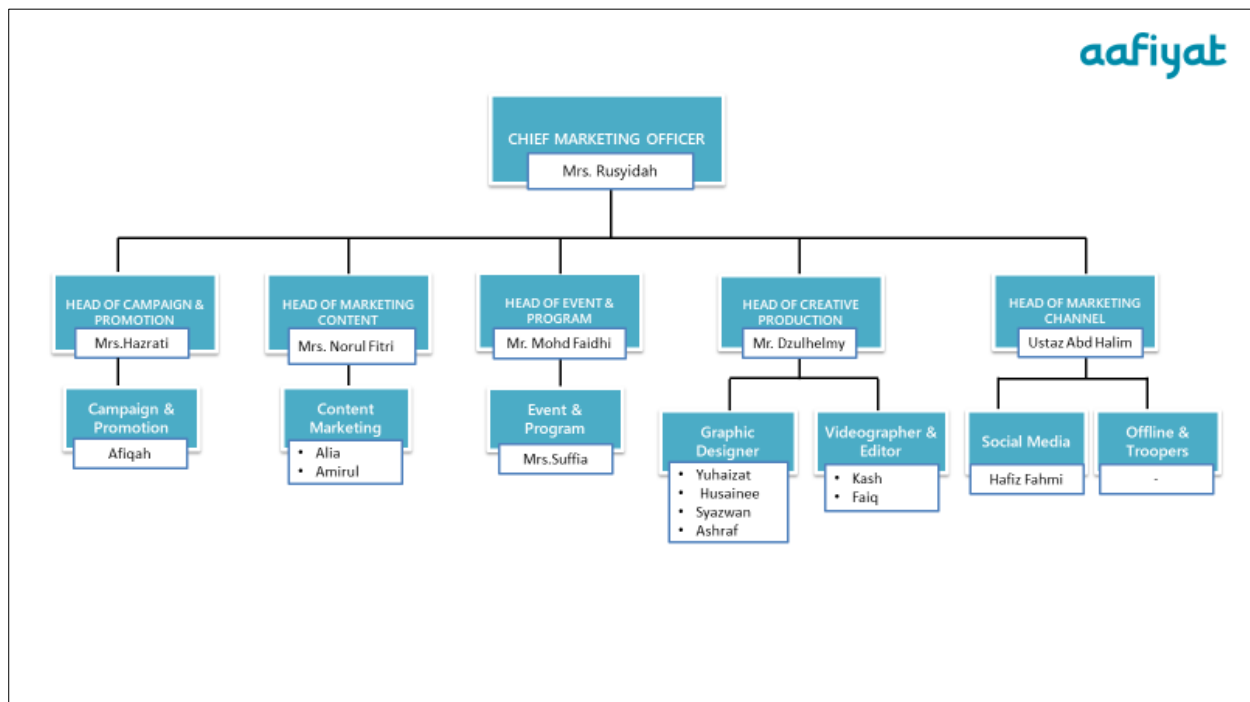 aafiyat
CHIEF MARKETING OFFICER
Mrs. Rusyidah
HEAD OF CAMPAIGN &
PROMOTION
Mrs.Hazrati
HEAD OF MARKETING
CONTENT
Mrs. Norul Fitri
HEAD OF EVENT &
PROGRAM
Mr. Mohd Faidhi
HEAD OF CREATIVE
PRODUCTION
Mr. Dzulhelmy
HEAD OF MARKETING
CHANNEL
Ustaz Abd Halim
Campaign &
Promotion
Afiqah
Content
Marketing
• Alia
• Amirul
Event &
Program
Mrs.Suffia
Graphic
Designer
• Yuhaizat
• Husainee
• Syazwan
• Ashraf
Videographer &
Editor
• Kash
• Faiq
Social Media
Hafiz Fahmi
Offline &
Troopers
-